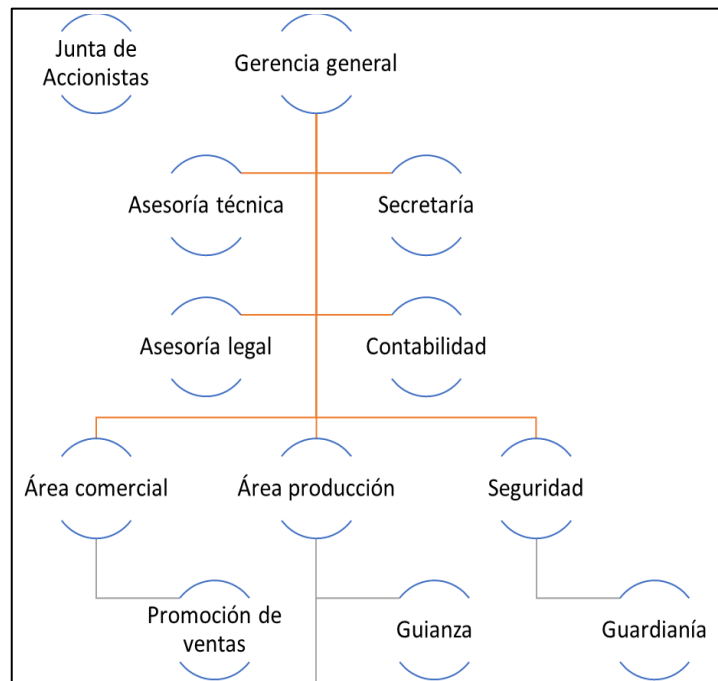 Junta de
Accionistas
Gerencia general
Asesoría técnica
Secretaría
Asesoría legal
Contabilidad
Área comercial
Área producción
Seguridad
Promoción de
ventas
Guianza
Guardianía